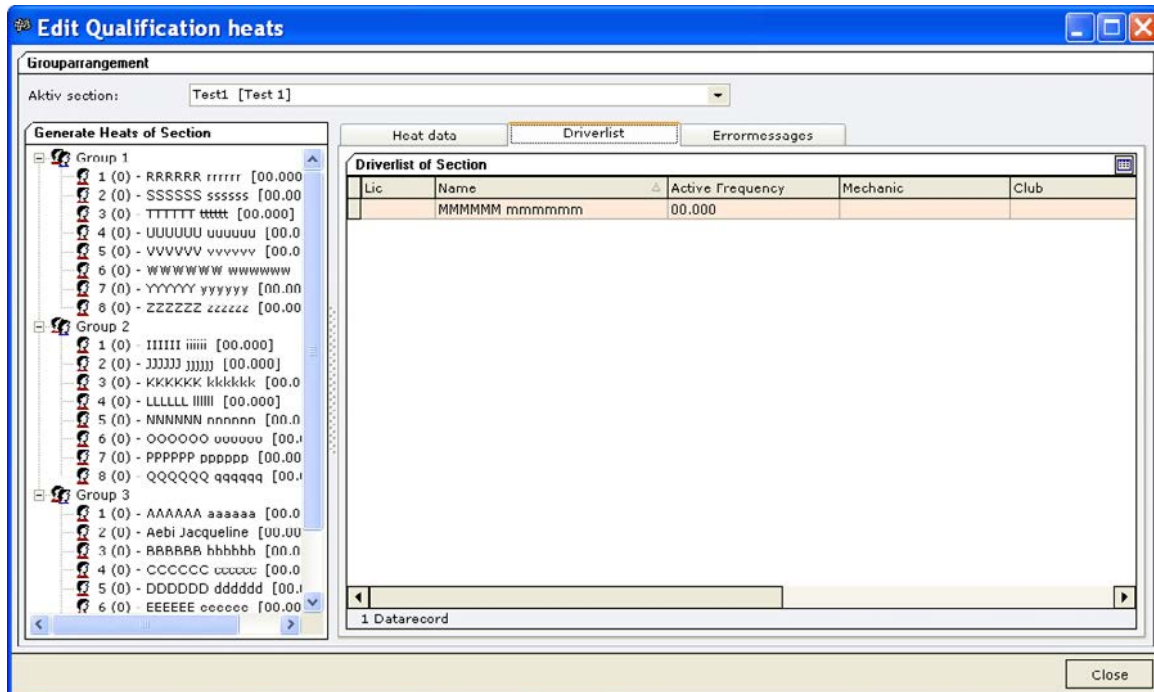 Edit Qualification heats
Grouparrangement
Aktiv section: Test1 [Test 1]
Generate Heats of Section
Group 1
1 (0) - RRRRRR rrrrrr [00.000
2 (0) - SSSSSS ssssss [00.00
3 (0) - TTTTTT tttttt [00.000]
4 (0) - UUUUUU uuuuuu [00.0
5 (0) - VVVVVV vvvvvv [00.0
6 (0) - WWWWWW wwwwww
7 (0) - YYYYYY yyyyyy [00.00
8 (0) - ZZZZZZ zzzzzz [00.00
Group 2
1 (0) - IIIIII iiiiii [00.000]
2 (0) - JJJJJJ jjjjjj [00.000]
3 (0) - KKKKKK kkkkkk [00.0
4 (0) - LLLLLL llllll [00.000]
5 (0) - NNNNNN nnnnnn [00.0
6 (0) - OOOOOO oooooo [00.
7 (0) - PPPPPP pppppp [00.00
8 (0) - QQQQQQ qqqqqq [00.
Group 3
1 (0) - AAAAAA aaaaaa [00.0
2 (0) - Aebi Jacqueline [00.00
3 (0) - BBBBBB bbbbbb [00.0
4 (0) - CCCCCC cccccc [00.0
5 (0) - DDDDDD dddddd [00.
6 (0) - EEEEEE eeeeee [00.00
Heat data Driverlist Errormessages
Driverlist of Section
Lic Name Active Frequency Mechanic Club
MMMMMM mmmmmm 00.000
1 Datarecord
Close